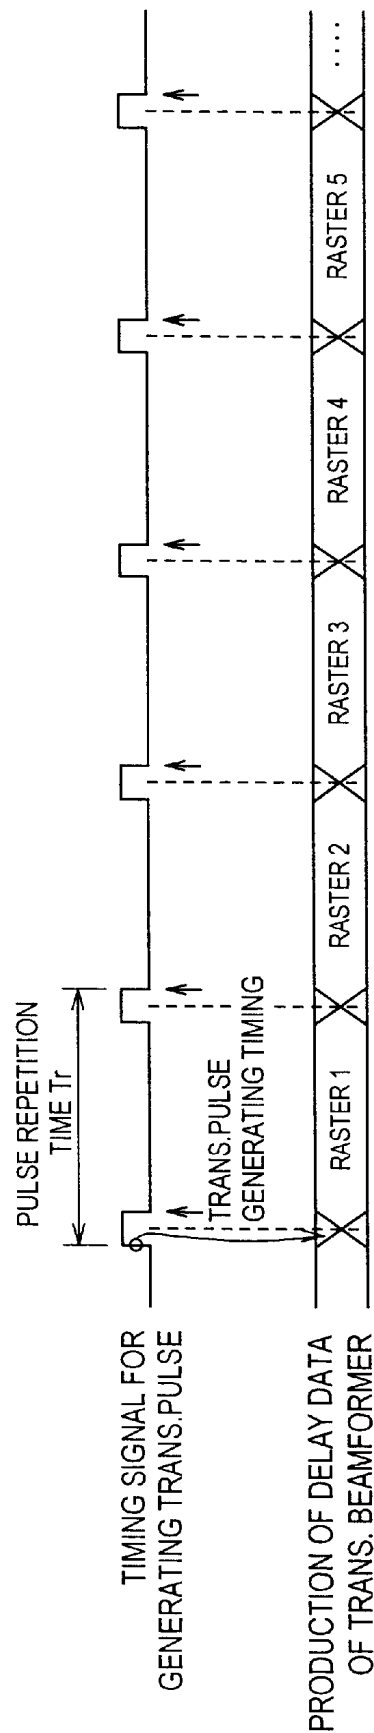 PULSE REPETITION
TIME Tr
TIMING SIGNAL FOR
GENERATING TRANS.PULSE
TRANS.PULSE
GENERATING TIMING
PRODUCTION OF DELAY DATA
OF TRANS. BEAMFORMER
RASTER 1
RASTER 2
RASTER 3
RASTER 4
RASTER 5
....